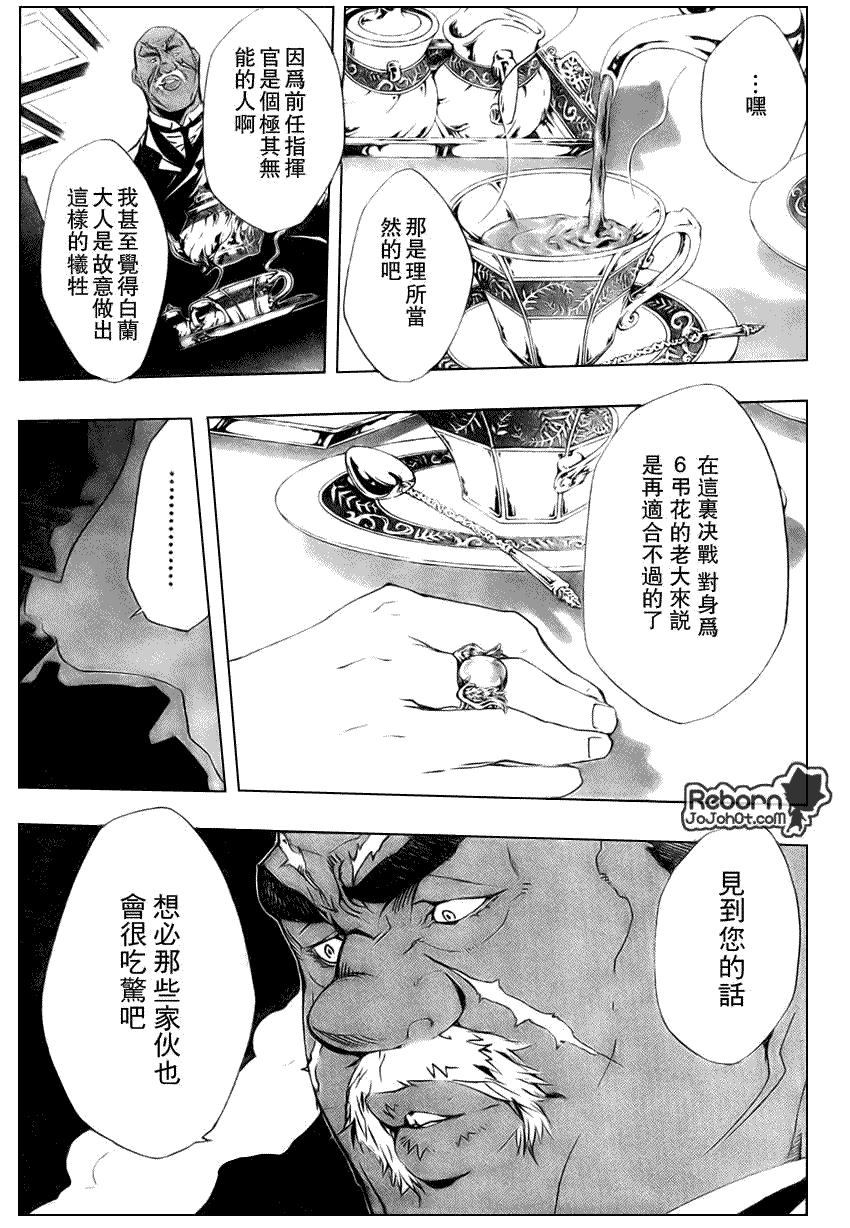 …嘿
那是理所當
然的吧
因爲前任指揮
官是個極其無
能的人啊
我甚至覺得白蘭
大人是故意做出
這樣的犧牲
在這裏决戰 對身爲
6弔花的老大來説
是再適合不過的了
…………
見到您的話
想必那些家伙也
會很吃驚吧
Reborn
JoJoHot.com